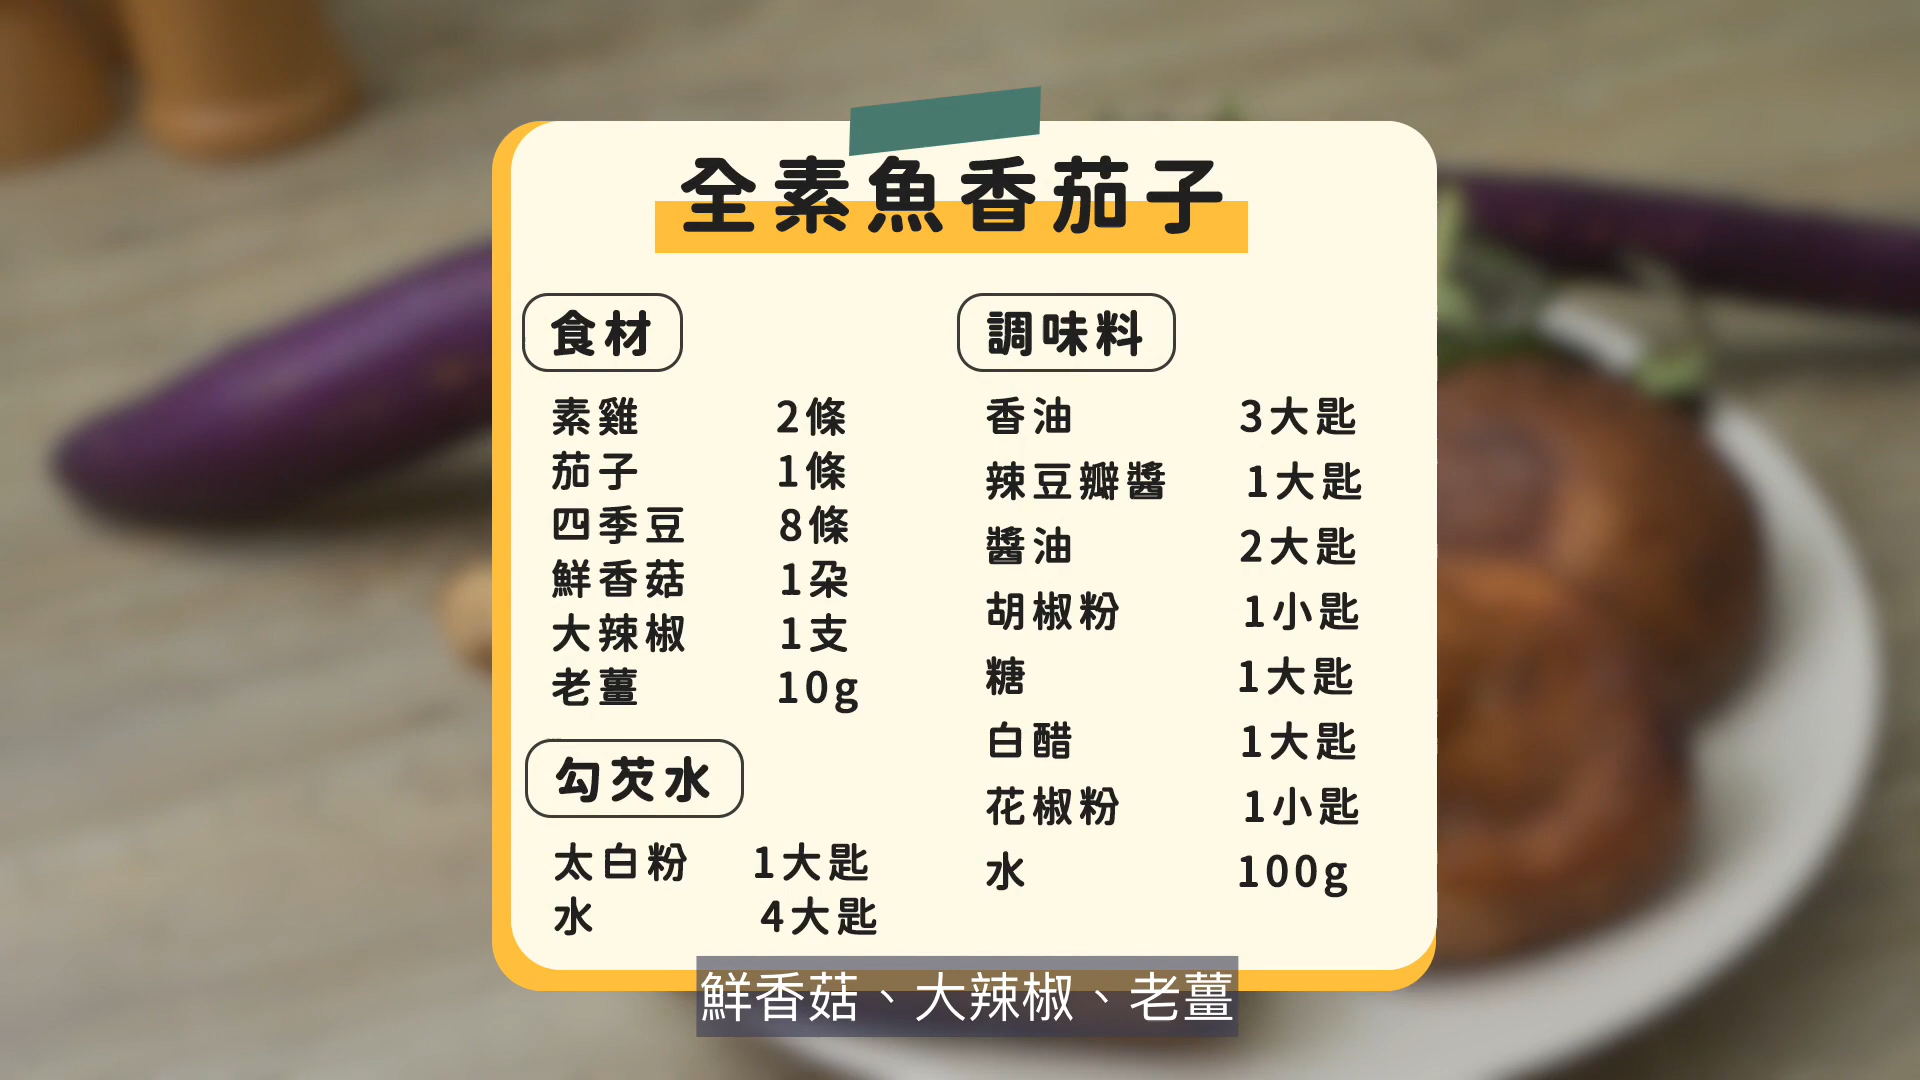 全素魚香茄子
食材
素雞 2條
茄子 1條
四季豆 8條
鮮香菇 1朶
大辣椒 1支
老薑 10g
勾芡水
太白粉 1大匙
水 4大匙
調味料
香油 3大匙
辣豆瓣醬 1大匙
醬油 2大匙
胡椒粉 1小匙
糖 1大匙
白醋 1大匙
花椒粉 1小匙
水 100g
鮮香菇、大辣椒、老薑